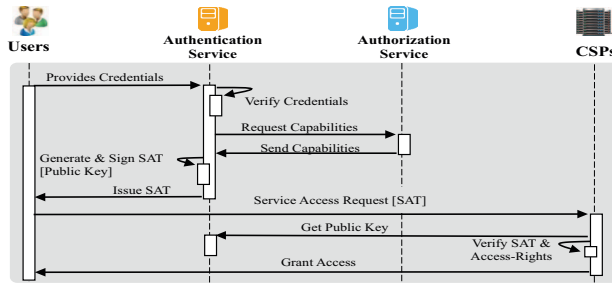 Users
Authentication
Service
Authorization
Service
CSPs
Provides Credentials
Verify Credentials
Request Capabilities
Send Capabilities
Generate & Sign SAT
[Public Key]
Issue SAT
Service Access Request [SAT]
Get Public Key
Verify SAT &
Access-Rights
Grant Access